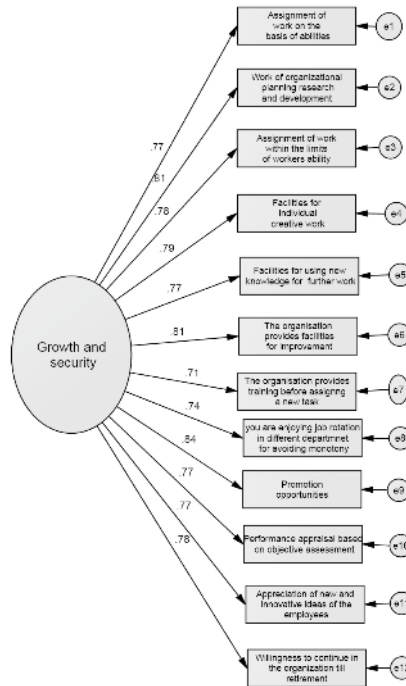 Assignment of
work on the
basis of abilities
e1
Work of organizational
planning research
and development
e2
Assignment of work
within the limits
of workers ability
e3
.77
.81
.78
Facilities for
individual
creative work
e4
.79
.77
Facilities for using new
knowledge for further work
e5
.81
The organisation
provides facilities
for improvement
e6
Growth and
security
.71
The organisation provides
training before assigning
a new task
e7
.74
you are enjoying job rotation
in different departmnet
for avoiding monotony
e8
.84
Promotion
opportunities
e9
.77
Performance appraisal based
on objective assessment
e10
.77
.78
Appreciation of new and
Innovative ideas of the
employees
e11
Willingness to continue in
the organization till
retirement
e12